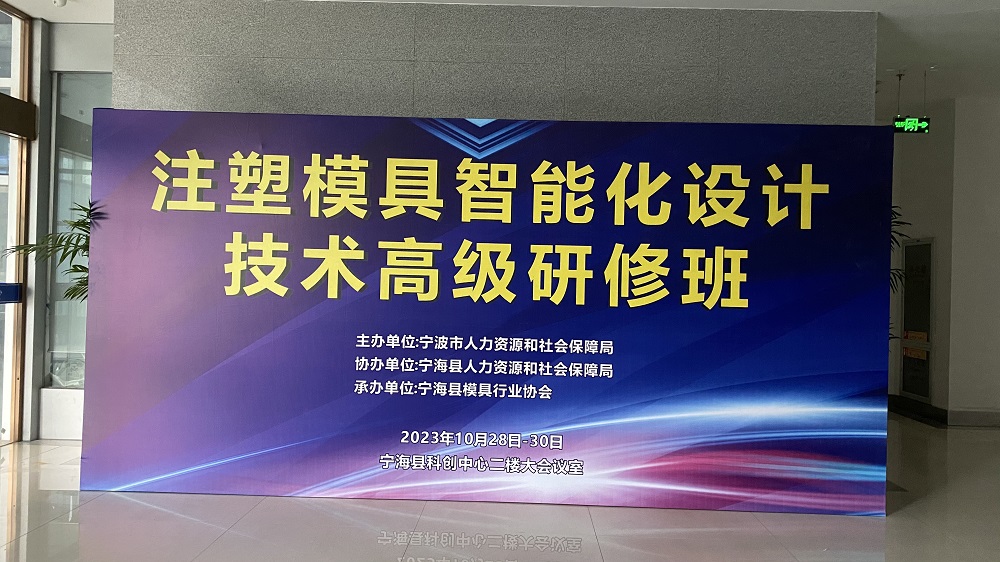 注塑模具智能化设计
技术高级研修班
主办单位:宁波市人力资源和社会保障局
协办单位:宁海县人力资源和社会保障局
承办单位:宁海县模具行业协会
2023年10月28日-30日
宁海县科创中心二楼大会议室